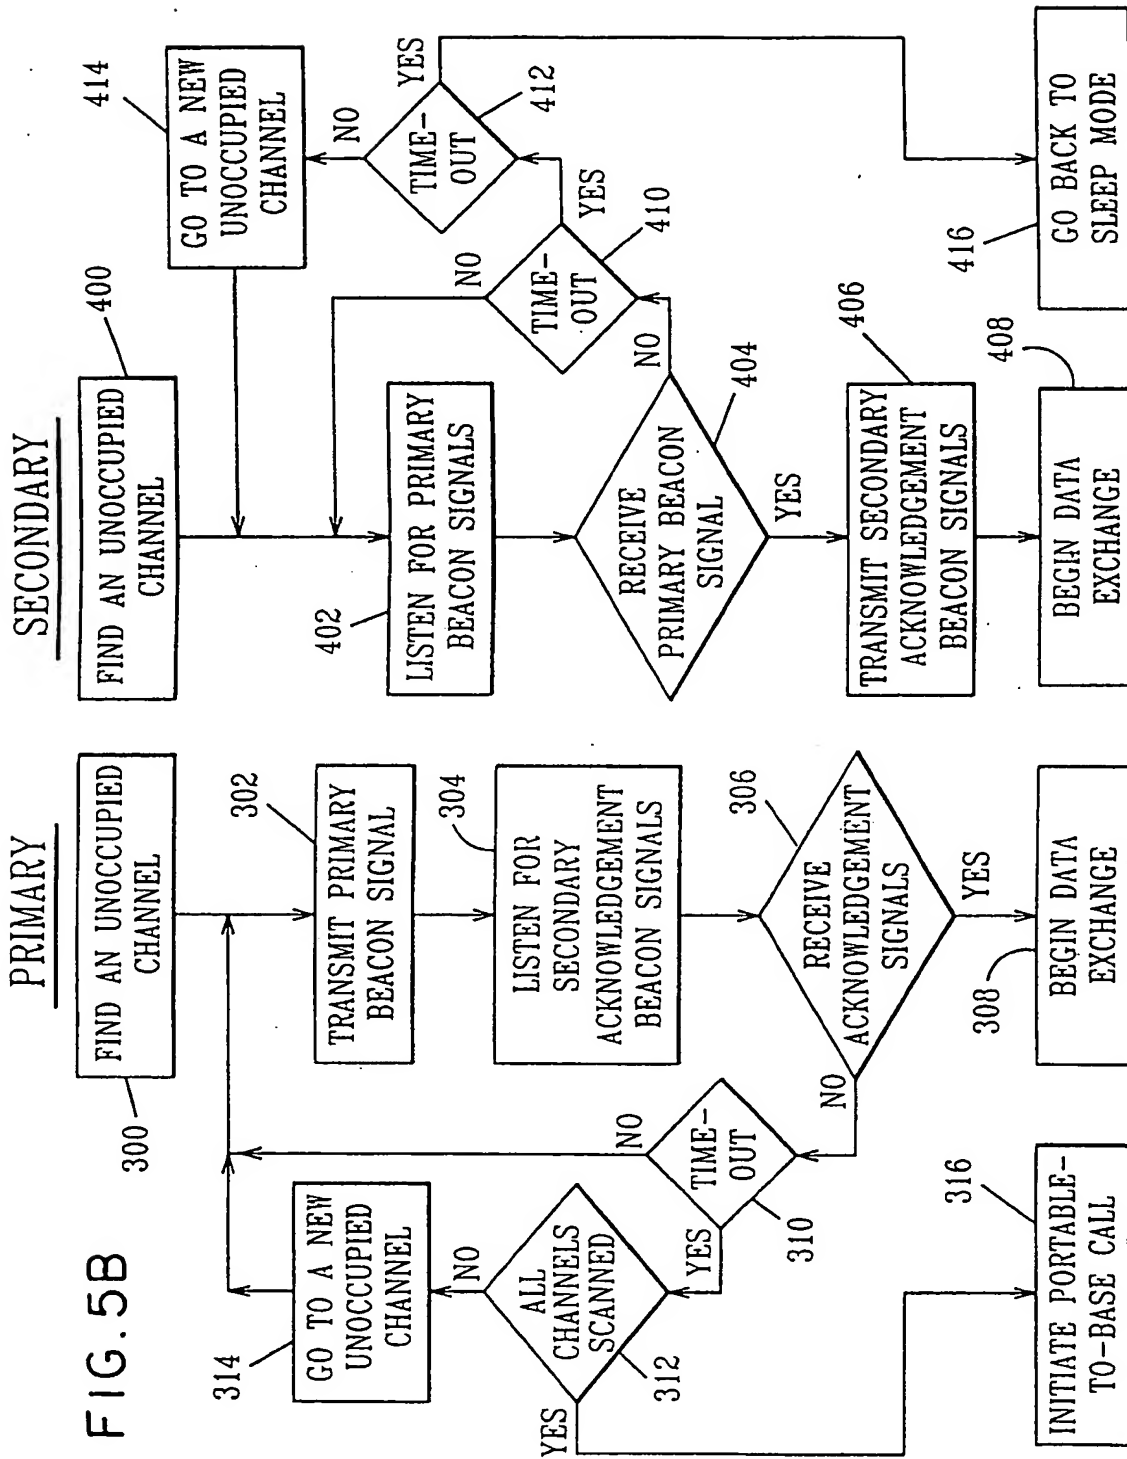 FIG. 5B
PRIMARY
FIND AN UNOCCUPIED
CHANNEL
300
TRANSMIT PRIMARY
BEACON SIGNAL
302
LISTEN FOR
SECONDARY
ACKNOWLEDGEMENT
BEACON SIGNALS
304
RECEIVE
ACKNOWLEDGEMENT
SIGNALS
306
YES
NO
BEGIN DATA
EXCHANGE
308
TIME-
OUT
310
NO
YES
ALL
CHANNELS
SCANNED
312
NO
YES
GO TO A NEW
UNOCCUPIED
CHANNEL
314
INITIATE PORTABLE-
TO-BASE CALL
316
SECONDARY
FIND AN UNOCCUPIED
CHANNEL
400
LISTEN FOR PRIMARY
BEACON SIGNALS
402
RECEIVE
PRIMARY BEACON
SIGNAL
404
YES
NO
TRANSMIT SECONDARY
ACKNOWLEDGEMENT
BEACON SIGNALS
406
BEGIN DATA
EXCHANGE
408
TIME-
OUT
410
NO
YES
TIME-
OUT
412
NO
YES
GO TO A NEW
UNOCCUPIED
CHANNEL
414
GO BACK TO
SLEEP MODE
416